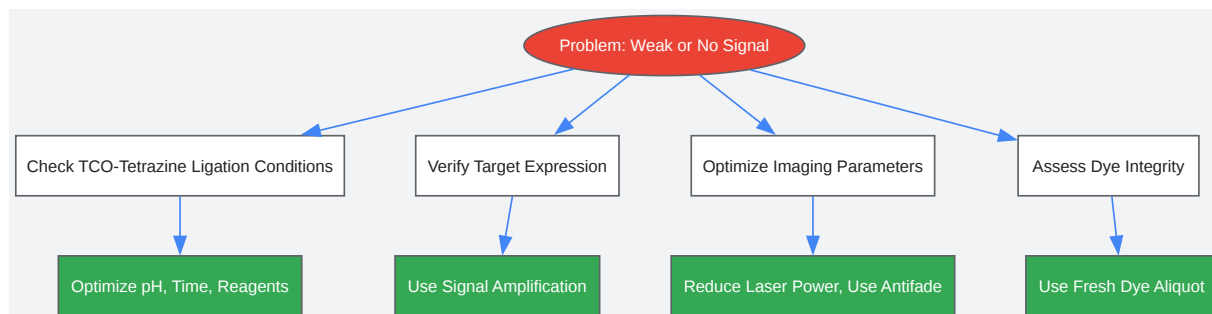 Problem: Weak or No Signal
Check TCO-Tetrazine Ligation Conditions
Verify Target Expression
Optimize Imaging Parameters
Assess Dye Integrity
Optimize pH, Time, Reagents
Use Signal Amplification
Reduce Laser Power, Use Antifade
Use Fresh Dye Aliquot